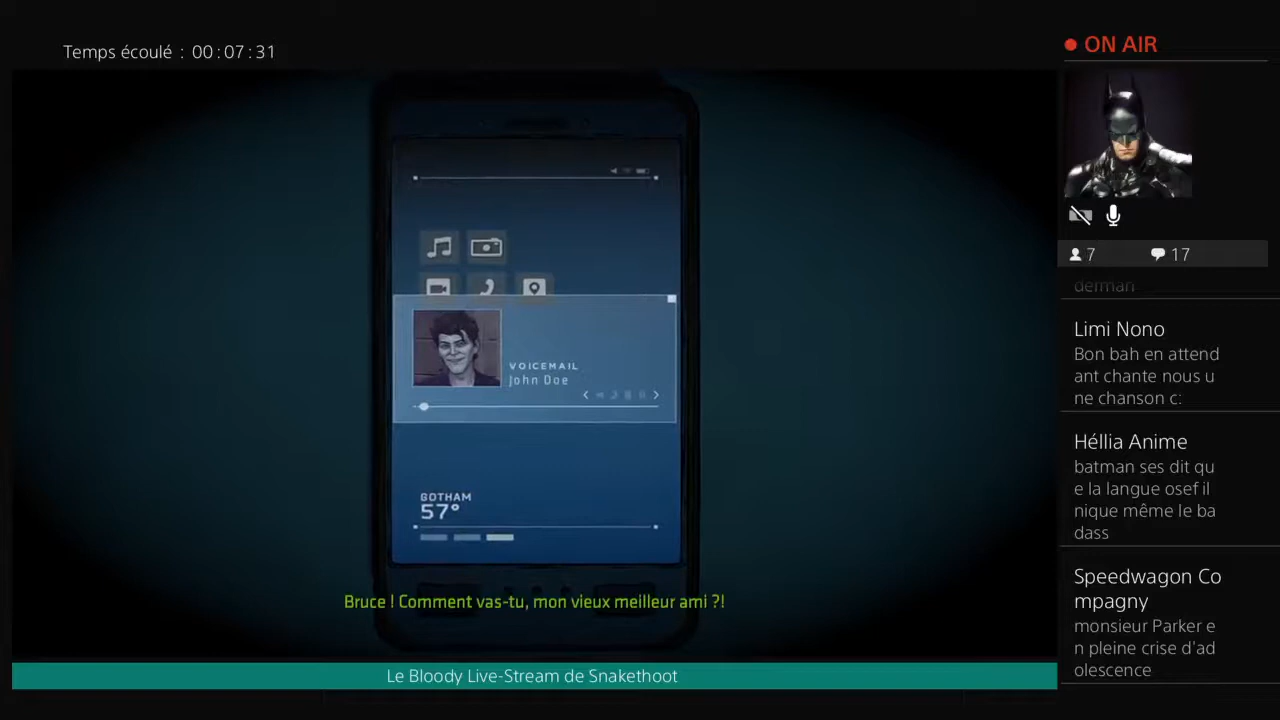 Temps écoulé : 00:07:31
ON AIR
7
17
derman
Limi Nono
Bon bah en attend
ant chante nous u
ne chanson c:
Héllia Anime
batman ses dit qu
e la langue osef il
nique même le ba
dass
Speedwagon Co
mpagny
monsieur Parker e
n pleine crise d'ad
olescence
VOICEMAIL
John Doe
GOTHAM
57°
Bruce ! Comment vas-tu, mon vieux meilleur ami ?!
Le Bloody Live-Stream de Snakethoot